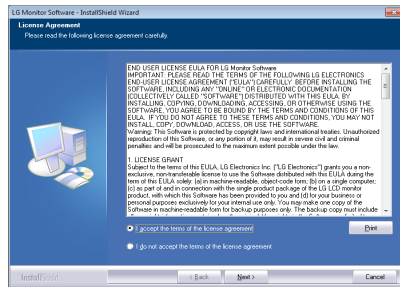 LG Monitor Software - InstallShield Wizard
License Agreement
Please read the following license agreement carefully.
END USER LICENSE EULA FOR LG Monitor Software
IMPORTANT: PLEASE READ THE TERMS OF THE FOLLOWING LG ELECTRONICS
END-USER LICENSE AGREEMENT ("EULA") CAREFULLY BEFORE INSTALLING THE
SOFTWARE, INCLUDING ANY "ONLINE" OR ELECTRONIC DOCUMENTATION
(COLLECTIVELY CALLED "SOFTWARE") DISTRIBUTED WITH THIS EULA. BY
INSTALLING, COPYING, DOWNLOADING, ACCESSING, OR OTHERWISE USING THE
SOFTWARE, YOU AGREE TO BE BOUND BY THE TERMS AND CONDITIONS OF THIS
EULA. IF YOU DO NOT AGREE TO THESE TERMS AND CONDITIONS, YOU MAY NOT
INSTALL, COPY, DOWNLOAD, ACCESS, OR USE THE SOFTWARE.
Warning: This Software is protected by copyright laws and international treaties. Unauthorized
reproduction of this Software, or any portion of it, may result in severe civil and criminal
penalties and will be prosecuted to the maximum extent possible under the law.
1. LICENSE GRANT
Subject to the terms of this EULA, LG Electronics Inc. ("LG Electronics") grants you a non-
exclusive, non-transferable license to use the Software distributed with this EULA during the
term of this EULA solely: (a) in machine-readable, object-code form; (b) on a single computer;
(c) as part of and in connection with the single product package of the LG LCD monitor
product, with which this Software has been provided to you and (d) for your business or
personal purposes exclusively for your internal use only. You may make one copy of the
Software in machine-readable form for backup purposes only. The backup copy must include
I accept the terms of the license agreement
Print
I do not accept the terms of the license agreement
InstallShield
< Back
Next >
Cancel